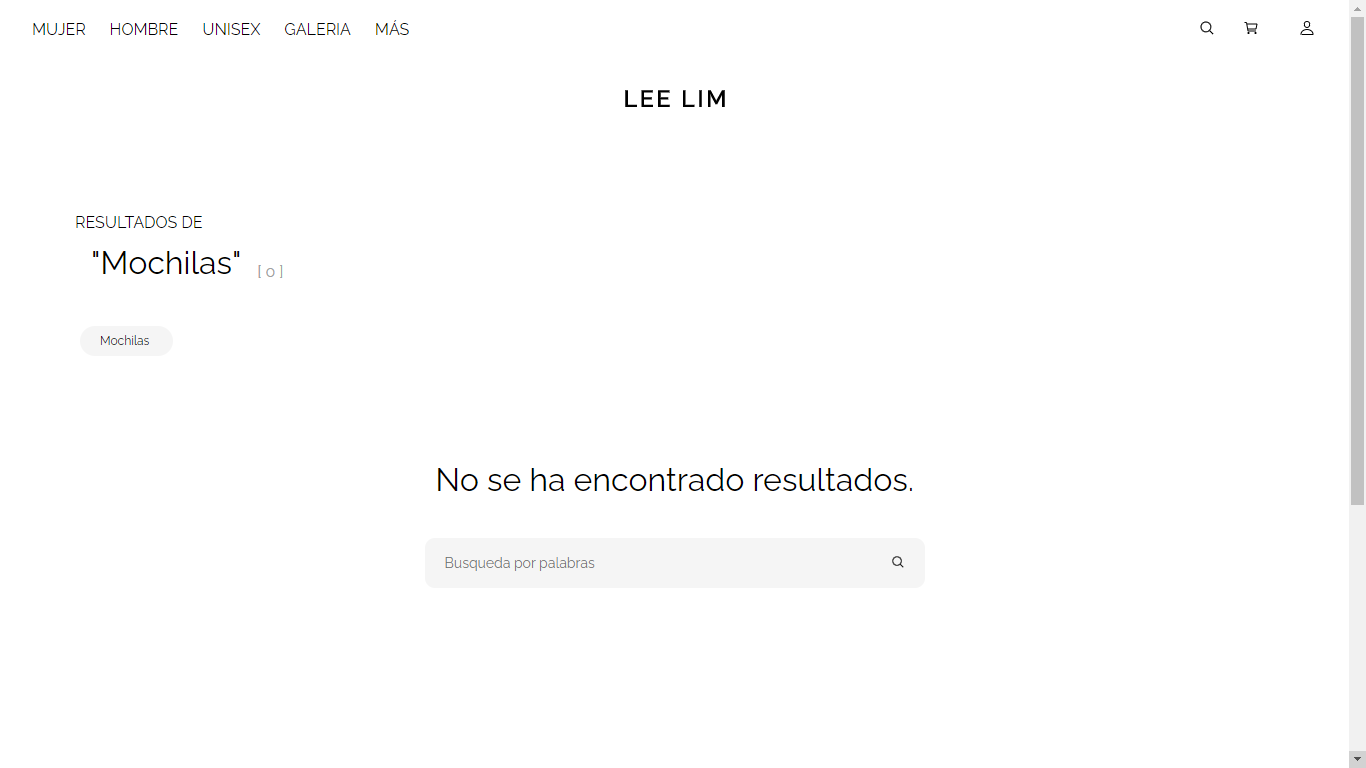 MUJER HOMBRE UNISEX GALERIA MÁS
LEE LIM
RESULTADOS DE
"Mochilas" [ 0 ]
Mochilas
No se ha encontrado resultados.
Busqueda por palabras